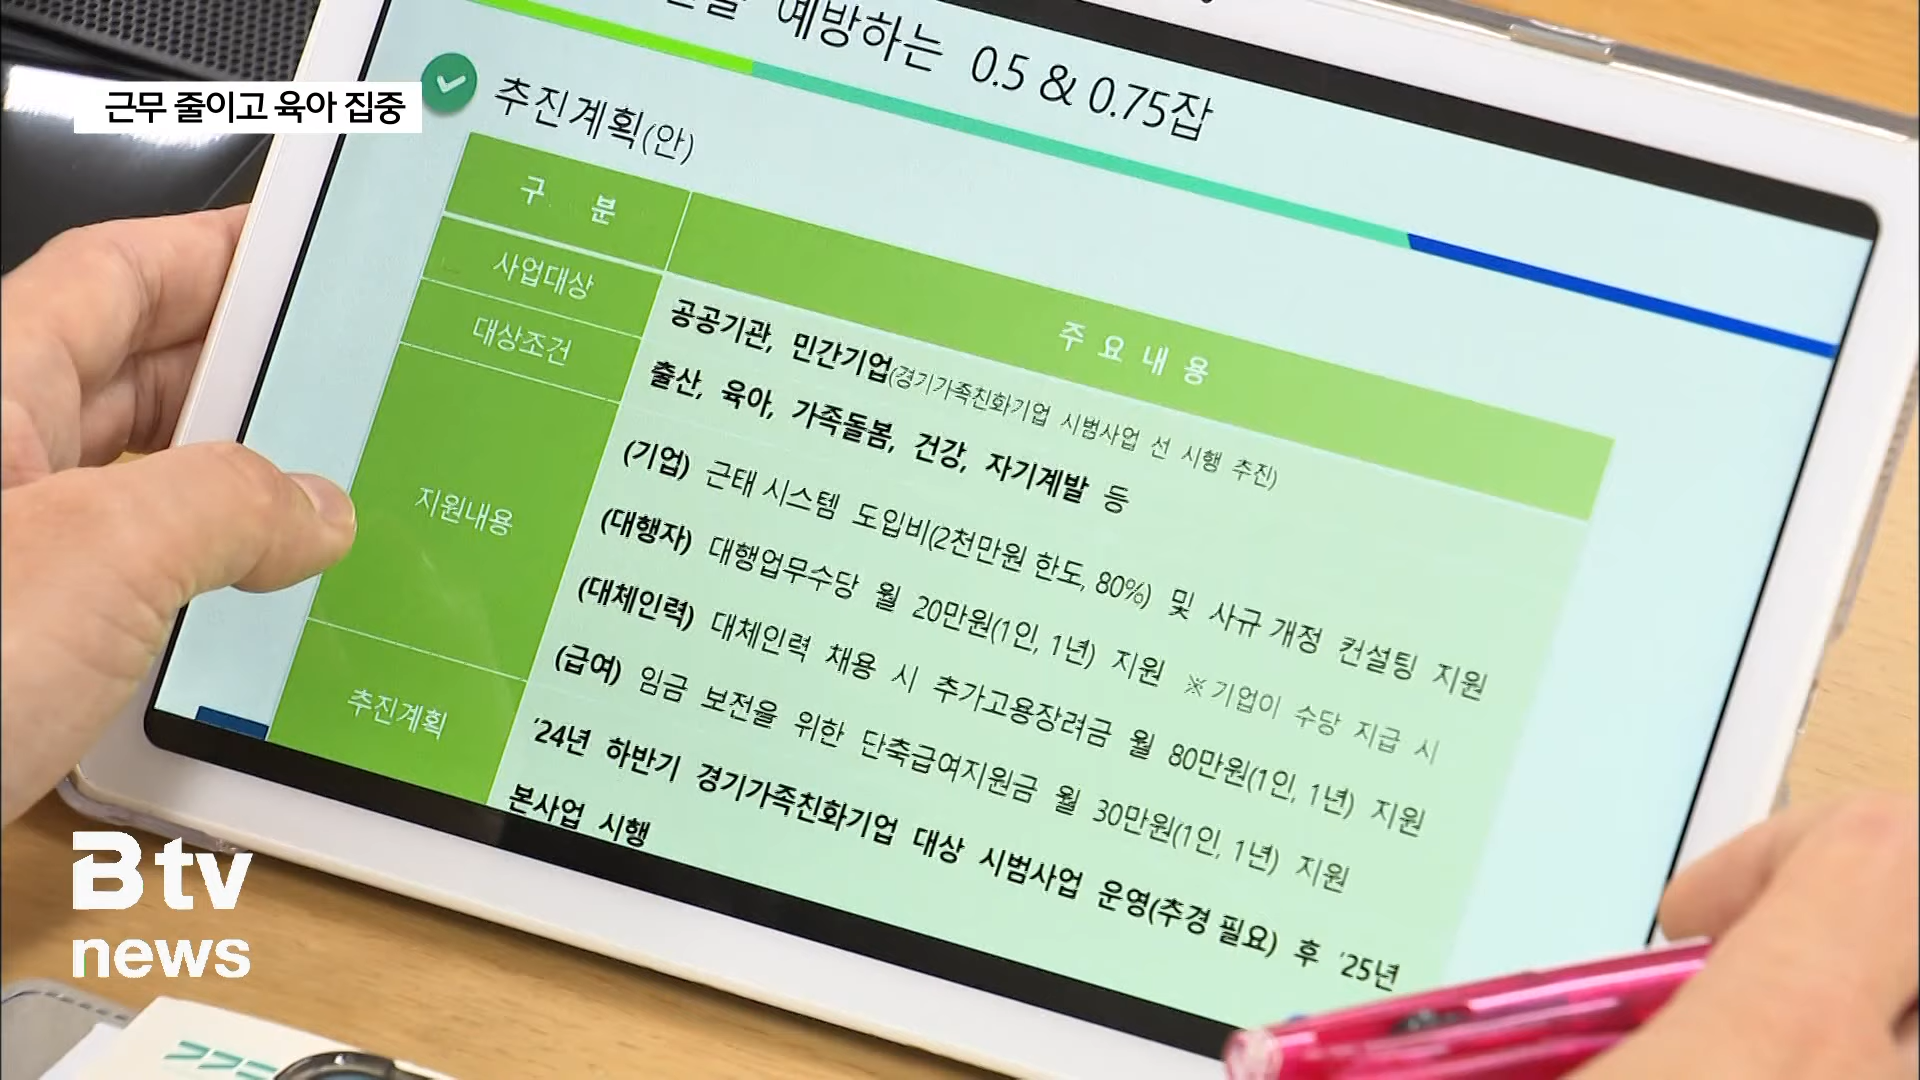 근무 줄이고 육아 집중
예방하는 0.5 & 0.75잡
추진계획(안)
구 분
주 요 내 용
사업대상
공공기관, 민간기업(경기가족친화기업 시범사업 선 시행 추진)
대상조건
출산, 육아, 가족돌봄, 건강, 자기계발 등
지원내용
(기업) 근태 시스템 도입비(2천만원 한도, 80%) 및 사규 개정 컨설팅 지원
(대행자) 대행업무수당 월 20만원(1인, 1년) 지원 ※ 기업이 수당 지급 시
(대체인력) 대체인력 채용 시 추가고용장려금 월 80만원(1인, 1년) 지원
(급여) 임금 보전을 위한 단축급여지원금 월 30만원(1인, 1년) 지원
추진계획
'24년 하반기 경기가족친화기업 대상 시범사업 운영(추경 필요) 후 '25년
본사업 시행
B tv
news